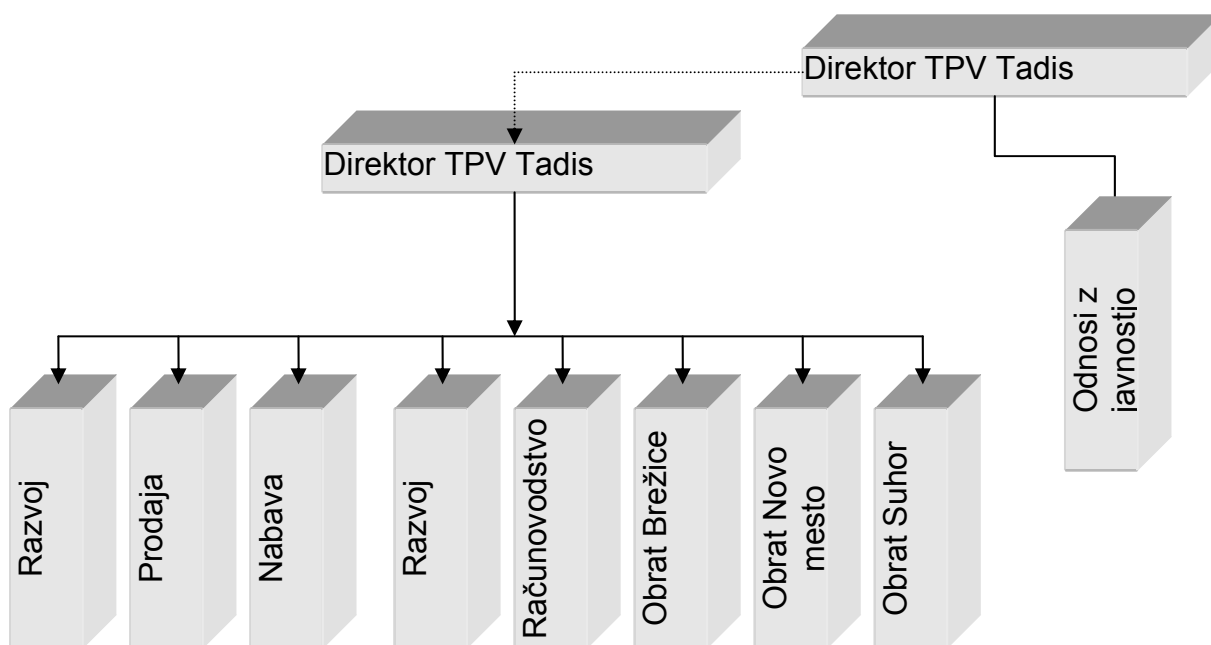 Direktor TPV Tadis
Direktor TPV Tadis
Odnosi z
javnostjo
Razvoj
Prodaja
Nabava
Razvoj
Računovodstvo
Obrat Brežice
Obrat Novo
mesto
Obrat Suhor